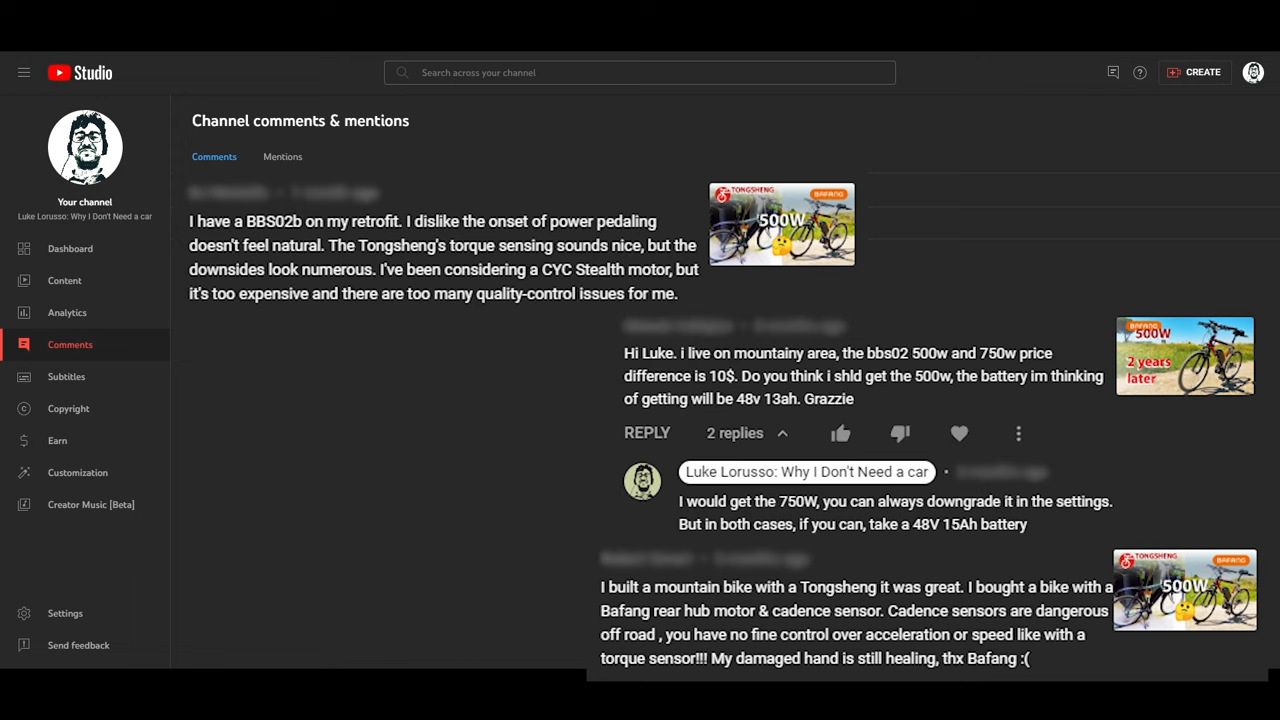 Studio
Search across your channel
CREATE
Your channel
Luke Lorusso: Why I Don't Need a car
Dashboard
Content
Analytics
Comments
Subtitles
Copyright
Earn
Customization
Creator Music [Beta]
Settings
Send feedback
Channel comments & mentions
Comments
Mentions
I have a BBS02b on my retrofit. I dislike the onset of power pedaling
doesn't feel natural. The Tongsheng's torque sensing sounds nice, but the
downsides look numerous. I've been considering a CYC Stealth motor, but
it's too expensive and there are too many quality-control issues for me.
TONGSHENG
BAFANG
500W
Hi Luke. i live on mountainy area, the bbs02 500w and 750w price
difference is 10$. Do you think i shld get the 500w, the battery im thinking
of getting will be 48v 13ah. Grazzie
BAFANG
500W
2 years
later
REPLY
2 replies
Luke Lorusso: Why I Don't Need a car
I would get the 750W, you can always downgrade it in the settings.
But in both cases, if you can, take a 48V 15Ah battery
I built a mountain bike with a Tongsheng it was great. I bought a bike with a
Bafang rear hub motor & cadence sensor. Cadence sensors are dangerous
off road , you have no fine control over acceleration or speed like with a
torque sensor!!! My damaged hand is still healing, thx Bafang :(
TONGSHENG
BAFANG
500W